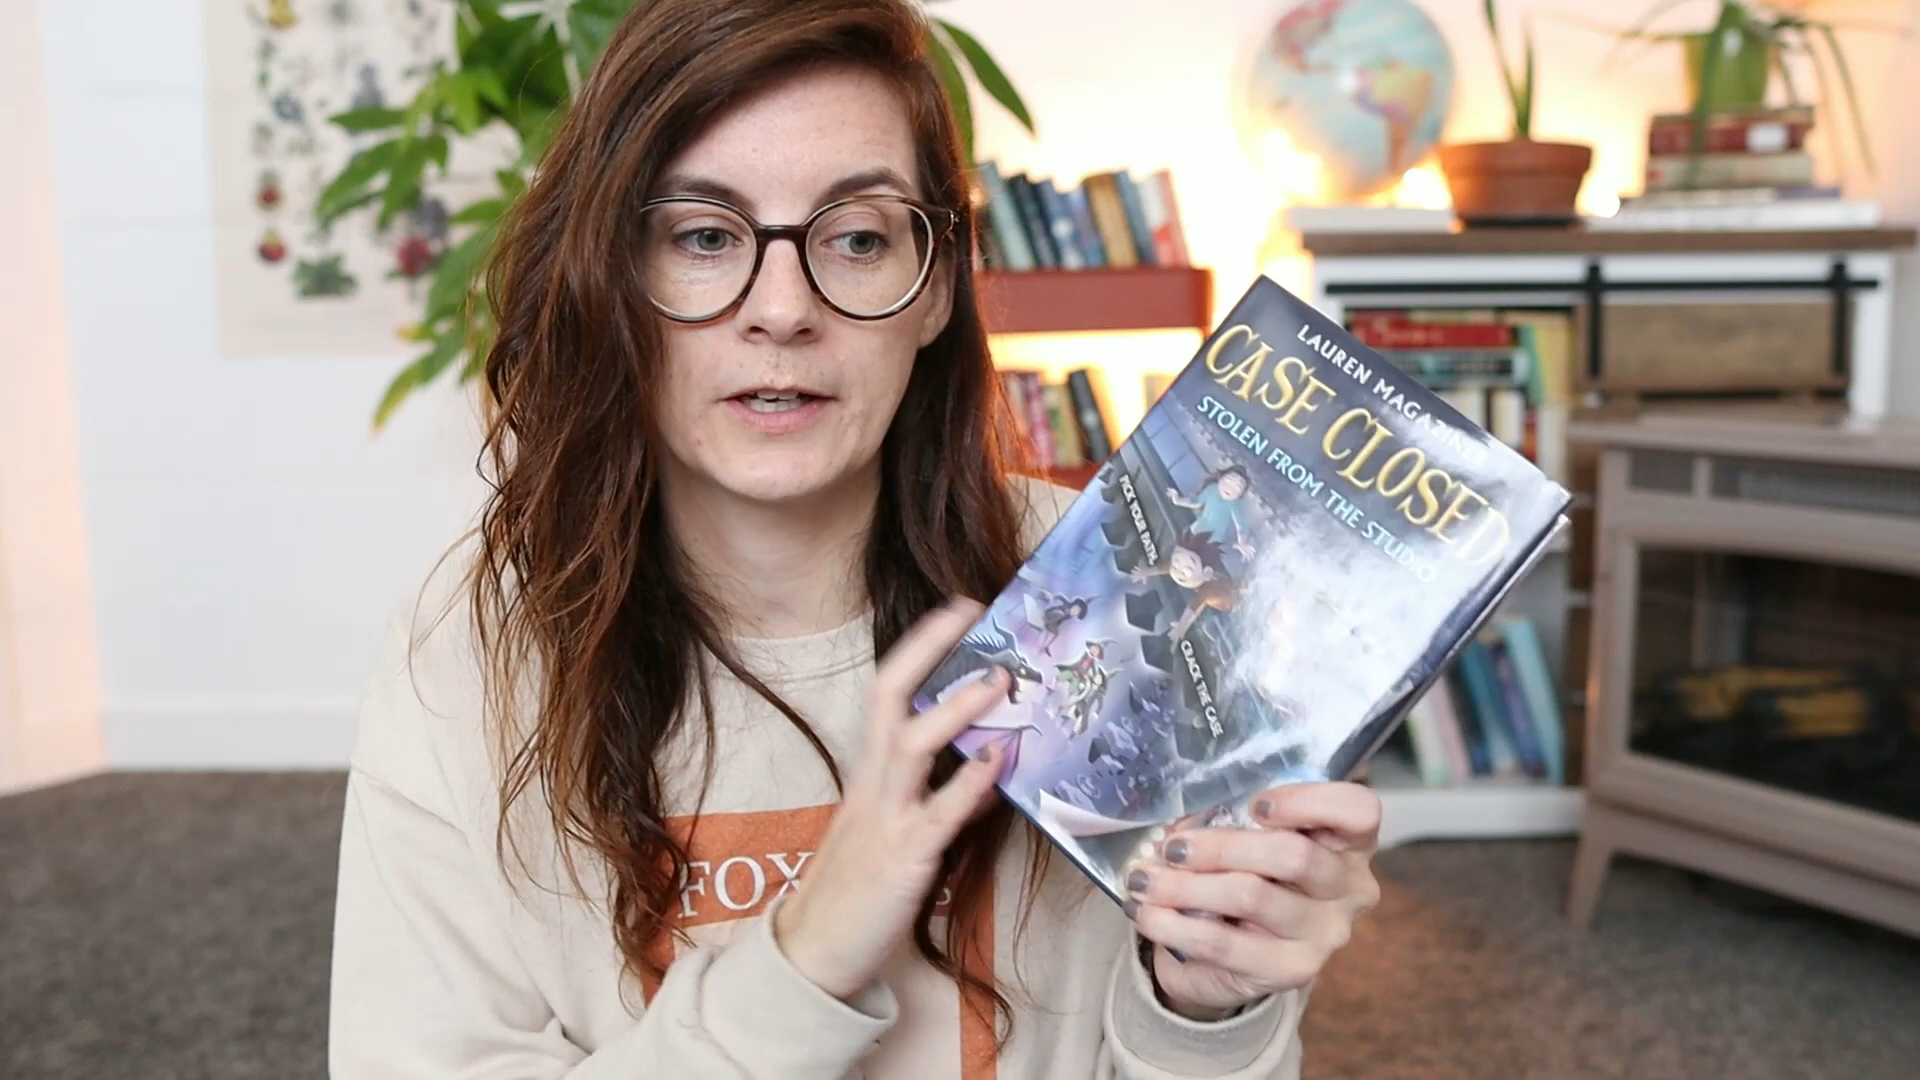 LAUREN MAGAZINER
CASE CLOSED
STOLEN FROM THE STUDIO
PICK YOUR PATH,
CRACK THE CASE
FOX